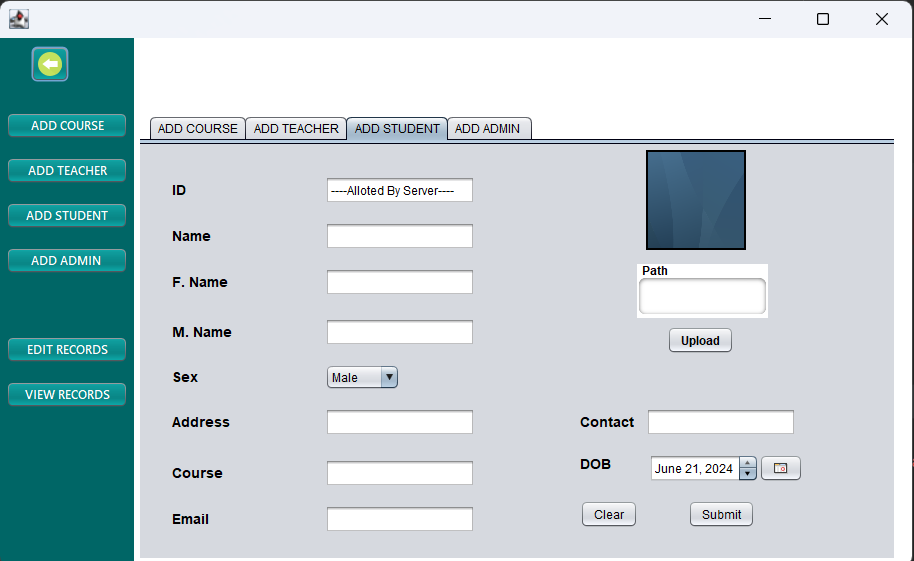 ADD COURSE
ADD TEACHER
ADD STUDENT
ADD ADMIN
EDIT RECORDS
VIEW RECORDS
ADD COURSE ADD TEACHER ADD STUDENT ADD ADMIN
ID ----Alloted By Server----
Name
F. Name
M. Name
Sex Male
Address
Course
Email
Path
Upload
Contact
DOB June 21, 2024
Clear Submit